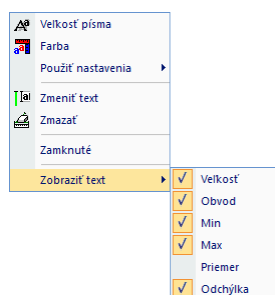 Veľkosť písma
Farba
Použiť nastavenia
Zmeniť text
Zmazať
Zamknuté
Zobraziť text
Veľkosť
Obvod
Min
Max
Priemer
Odchýlka